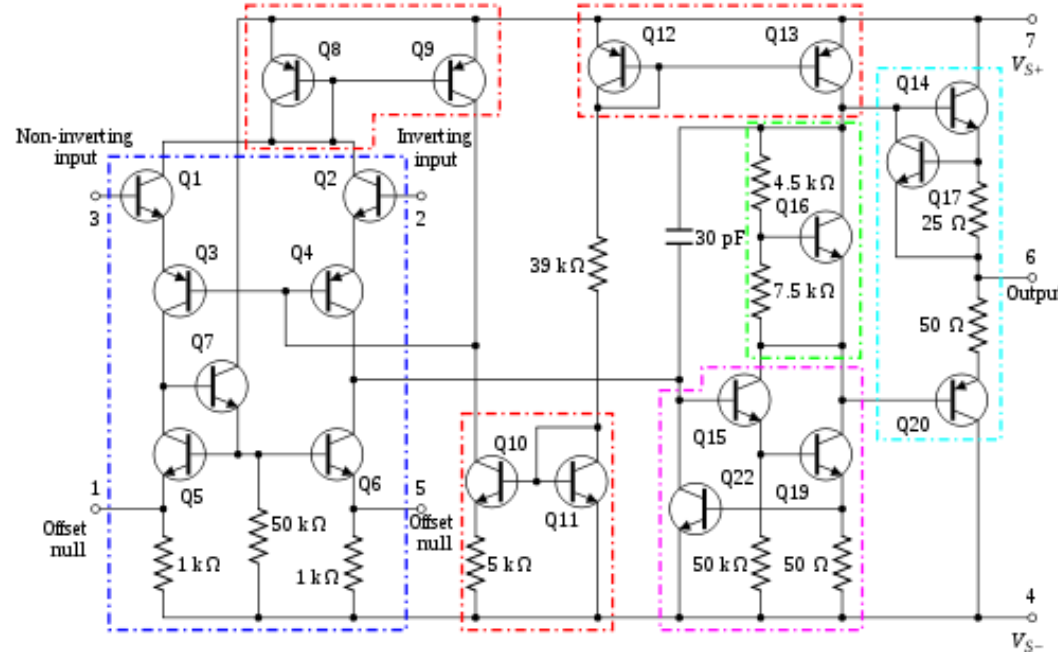 Q8
Q9
Q12
Q13
7
V_{S+}
Q14
Non-inverting
input
Inverting
input
Q1
Q2
3
2
4.5 kΩ
Q16
Q17
25 Ω
30 pF
Q3
Q4
39 kΩ
7.5 kΩ
6
Output
50 Ω
Q7
Q15
Q20
Q10
Q22
Q19
1
Q5
Q6
5
Q11
Offset
null
50 kΩ
Offset
null
1 kΩ
1 kΩ
5 kΩ
50 kΩ
50 Ω
4
V_{S−}